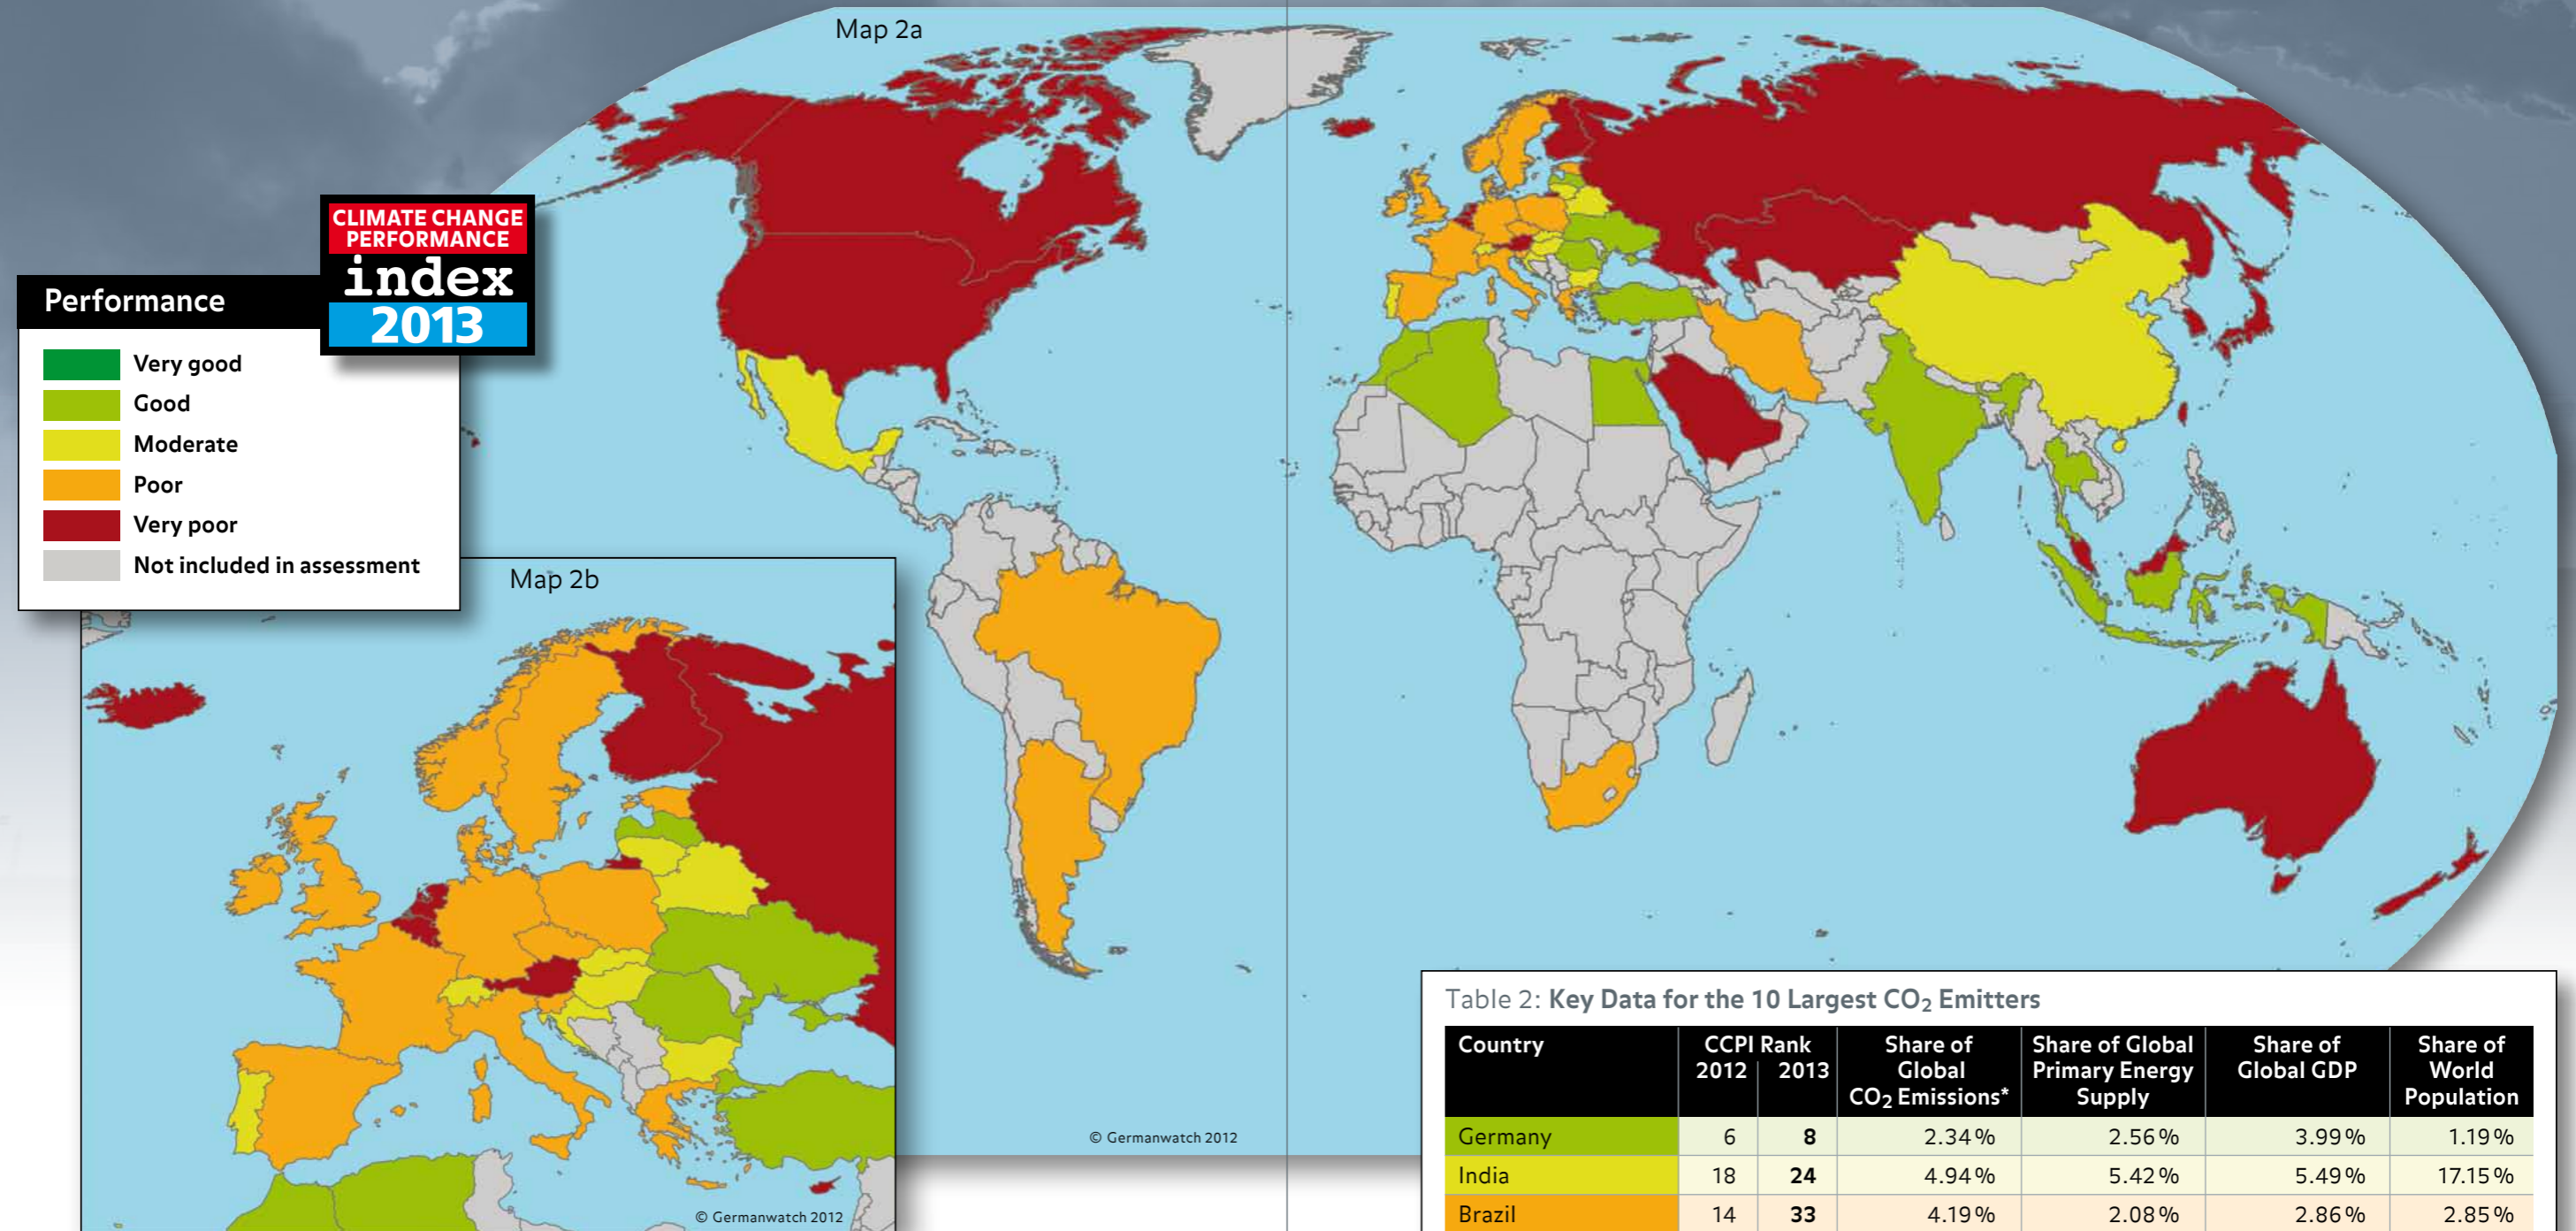 Map 2a
CLIMATE CHANGE
PERFORMANCE
index
2013
Performance
Very good
Good
Moderate
Poor
Very poor
Not included in assessment
Map 2b
© Germanwatch 2012
© Germanwatch 2012
Table 2: Key Data for the 10 Largest CO₂ Emitters
Country CCPI Rank Share of Share of Global Share of Share of
2012 2013 Global Primary Energy Global GDP World
CO₂ Emissions* Supply Population
Germany 6 8 2.34% 2.56% 3.99% 1.19%
India 18 24 4.94% 5.42% 5.49% 17.15%
Brazil 14 33 4.19% 2.08% 2.86% 2.85%